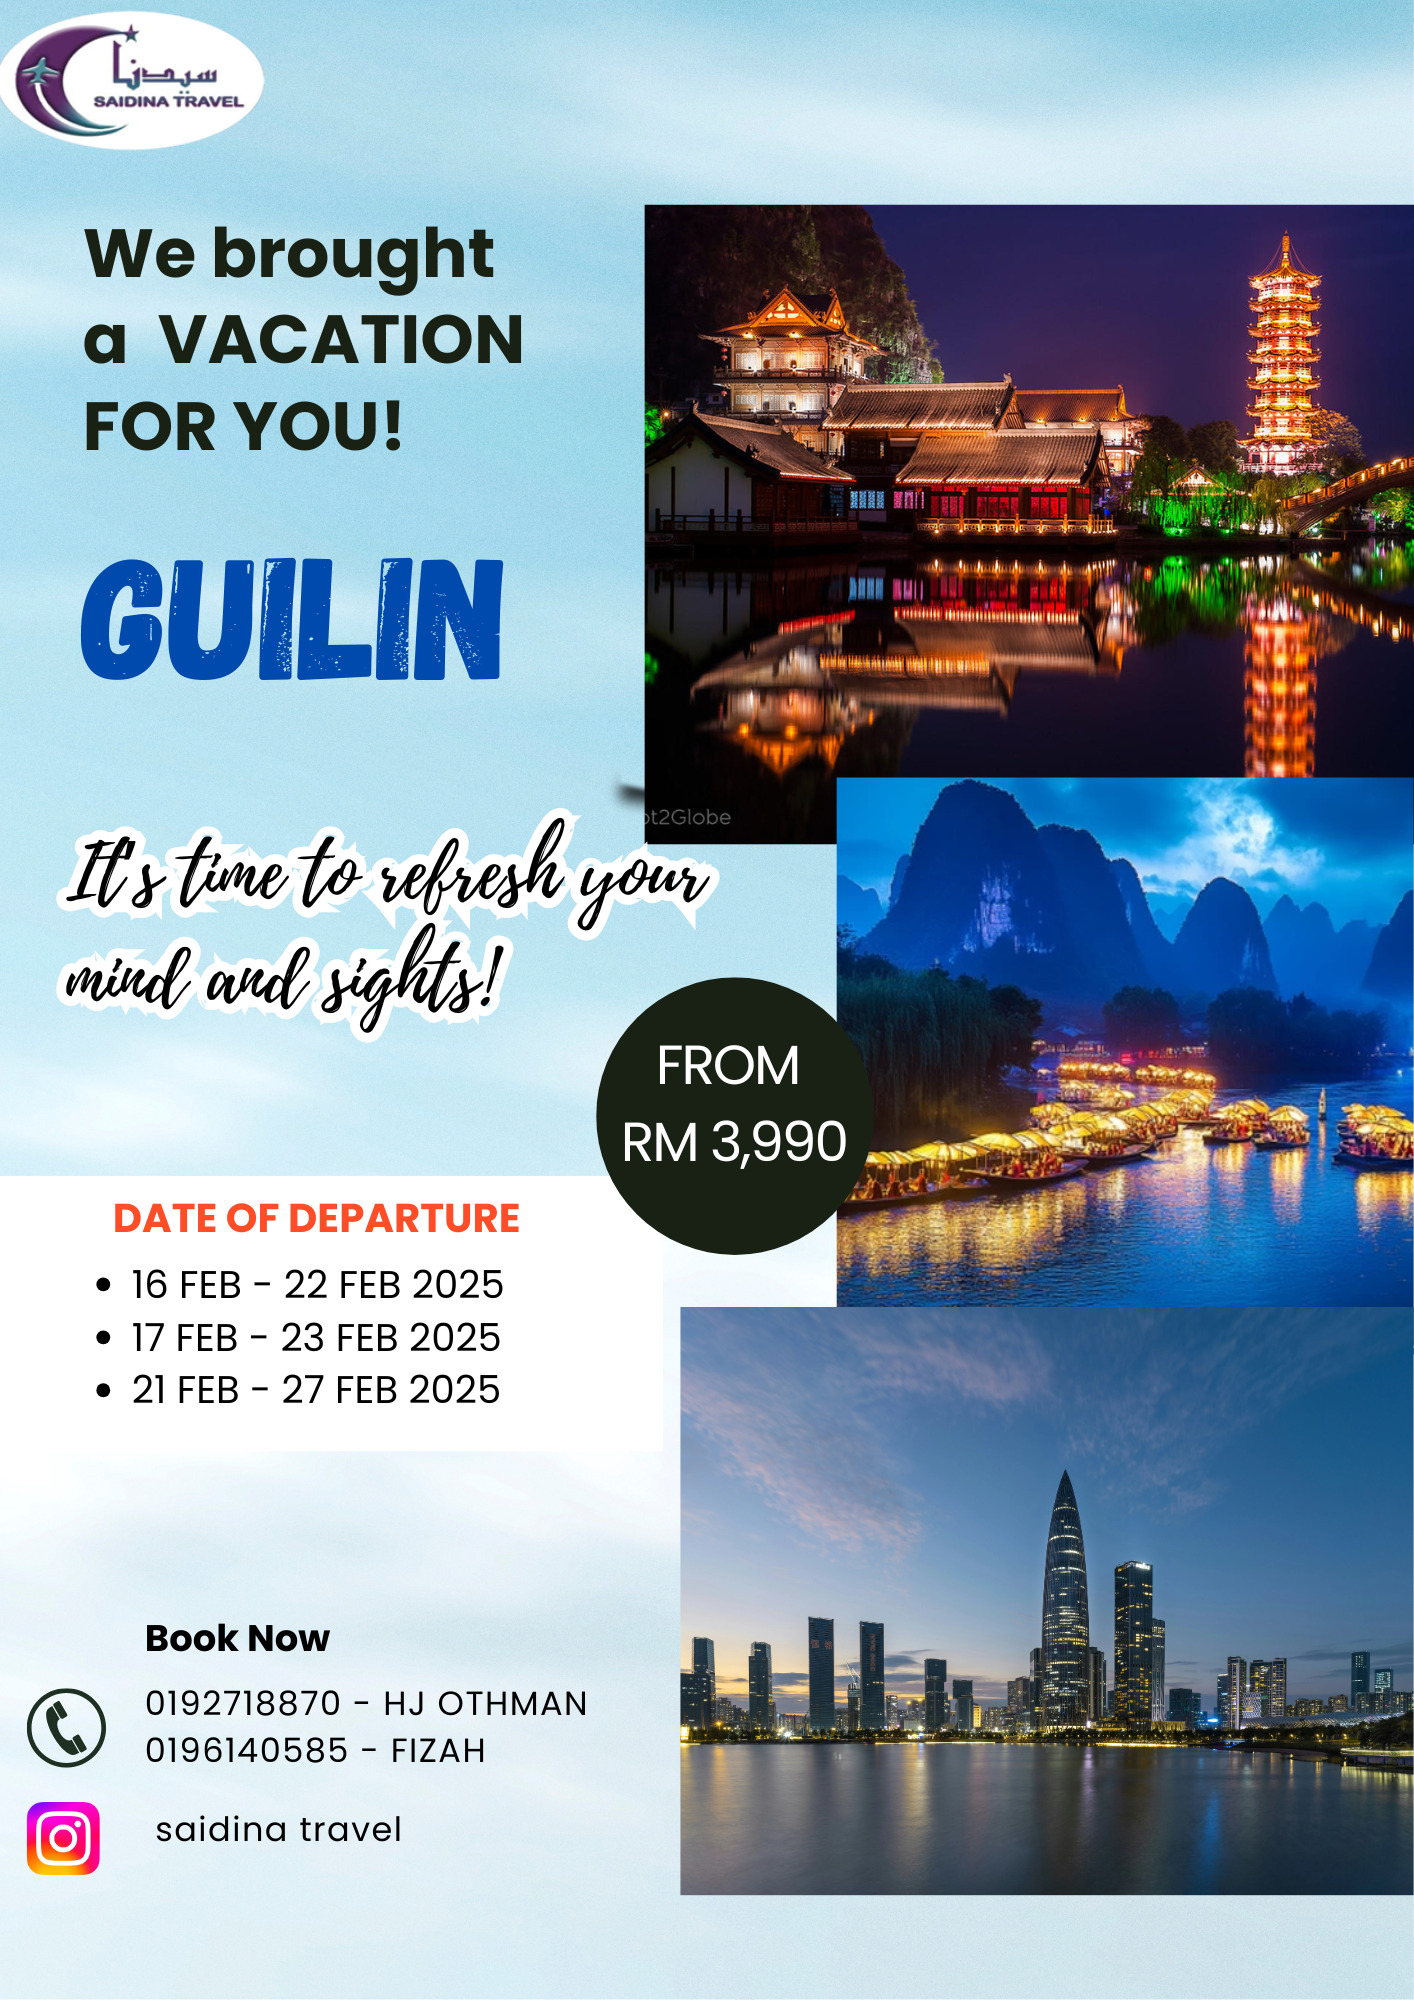 سيدنا
SAIDINA TRAVEL
We brought
a VACATION
FOR YOU!
GUILIN
ot2Globe
It's time to refresh your
mind and sights!
FROM
RM 3,990
DATE OF DEPARTURE
• 16 FEB - 22 FEB 2025
• 17 FEB - 23 FEB 2025
• 21 FEB - 27 FEB 2025
Book Now
0192718870 - HJ OTHMAN
0196140585 - FIZAH
saidina travel